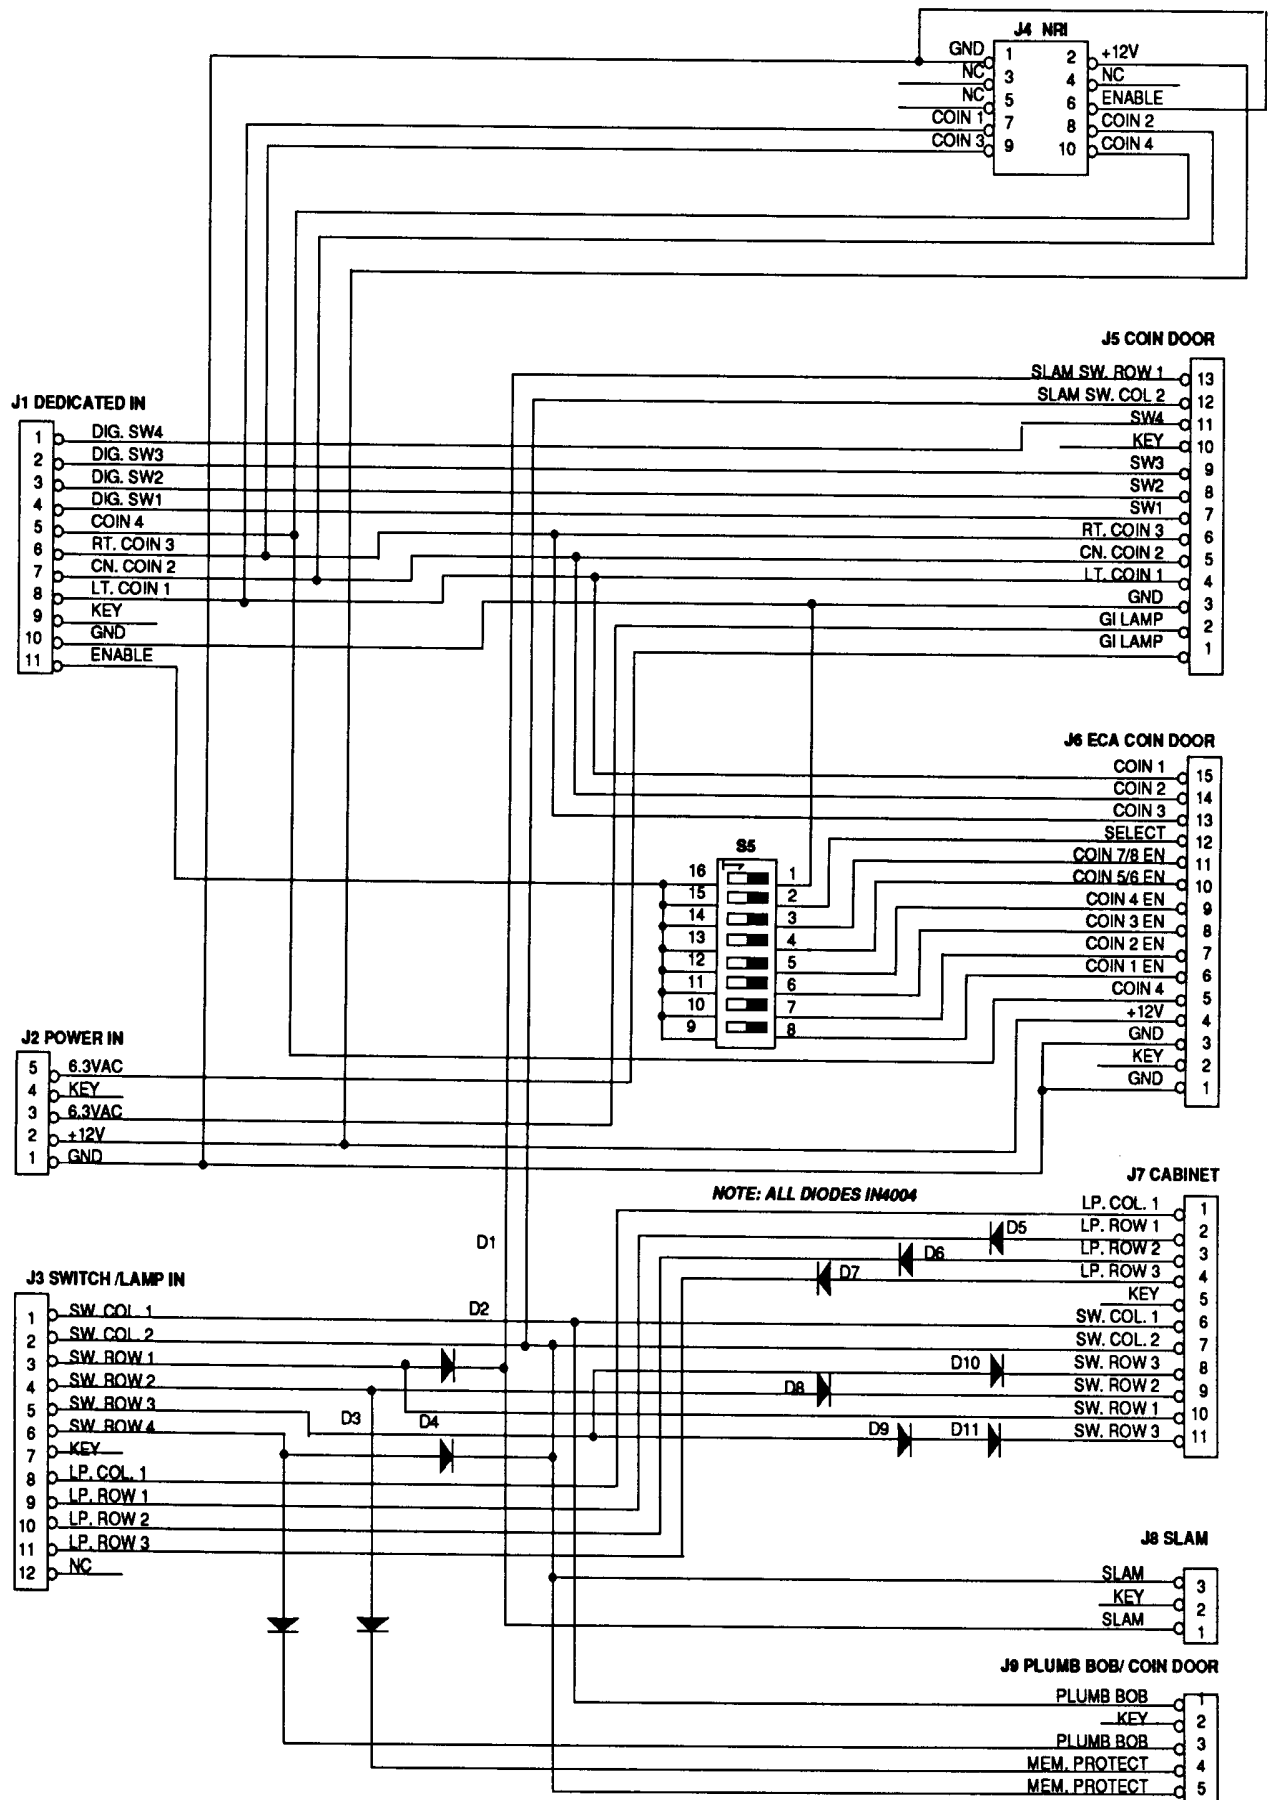 J4 NRI
GND 1 2 +12V
NC 3 4 NC
NC 5 6 ENABLE
COIN 1 7 8 COIN 2
COIN 3 9 10 COIN 4
J5 COIN DOOR
SLAM SW. ROW 1 13
SLAM SW. COL 2 12
SW4 11
KEY 10
SW3 9
SW2 8
SW1 7
RT. COIN 3 6
CN. COIN 2 5
LT. COIN 1 4
GND 3
GI LAMP 2
GI LAMP 1
J1 DEDICATED IN
1 DIG. SW4
2 DIG. SW3
3 DIG. SW2
4 DIG. SW1
5 COIN 4
6 RT. COIN 3
7 CN. COIN 2
8 LT. COIN 1
9 KEY
10 GND
11 ENABLE
J6 ECA COIN DOOR
COIN 1 15
COIN 2 14
COIN 3 13
SELECT 12
COIN 7/8 EN 11
COIN 5/6 EN 10
COIN 4 EN 9
COIN 3 EN 8
COIN 2 EN 7
COIN 1 EN 6
COIN 4 5
+12V 4
GND 3
KEY 2
GND 1
S5
16 1
15 2
14 3
13 4
12 5
11 6
10 7
9 8
J2 POWER IN
5 6.3VAC
4 KEY
3 6.3VAC
2 +12V
1 GND
NOTE: ALL DIODES IN4004
J7 CABINET
LP. COL. 1 1
D5 LP. ROW 1 2
D6 LP. ROW 2 3
D7 LP. ROW 3 4
KEY 5
SW. COL. 1 6
SW. COL. 2 7
D10 SW. ROW 3 8
D8 SW. ROW 2 9
SW. ROW 1 10
D9 D11 SW. ROW 3 11
D1
D2
D3 D4
J3 SWITCH /LAMP IN
1 SW. COL. 1
2 SW. COL. 2
3 SW. ROW 1
4 SW. ROW 2
5 SW. ROW 3
6 SW. ROW 4
7 KEY
8 LP. COL. 1
9 LP. ROW 1
10 LP. ROW 2
11 LP. ROW 3
12 NC
J8 SLAM
SLAM 3
KEY 2
SLAM 1
J9 PLUMB BOB/ COIN DOOR
PLUMB BOB 1
KEY 2
PLUMB BOB 3
MEM. PROTECT 4
MEM. PROTECT 5